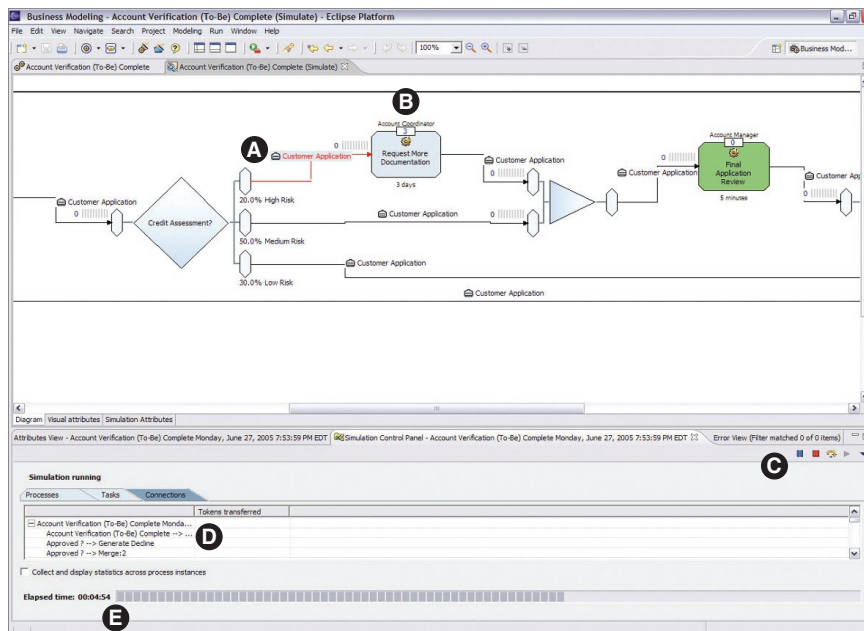 Business Modeling - Account Verification (To-Be) Complete (Simulate) - Eclipse Platform
File Edit View Navigate Search Project Modeling Run Window Help
100%
Business Mod...
Account Verification (To-Be) Complete
Account Verification (To-Be) Complete (Simulate)
B
Account Coordinator
3
Account Manager
0
A
0
Customer Application
Request More
Documentation
3 days
Customer Application
0
0
Customer Application
Final
Application
Review
5 minutes
Customer App
0
Customer Application
0
Credit Assessment?
20.0% High Risk
Customer Application
0
50.0% Medium Risk
Customer Application
30.0% Low Risk
Customer Application
Diagram Visual attributes Simulation Attributes
Attributes View - Account Verification (To-Be) Complete Monday, June 27, 2005 7:53:59 PM EDT
Simulation Control Panel - Account Verification (To-Be) Complete Monday, June 27, 2005 7:53:59 PM EDT
Error View (Filter matched 0 of 0 items)
C
Simulation running
Processes Tasks Connections
Tokens transferred
Account Verification (To-Be) Complete Monda...
Account Verification (To-Be) Complete --> ...
D
Approved ? --> Generate Decline
Approved ? --> Merge:2
Collect and display statistics across process instances
Elapsed time: 00:04:54
E